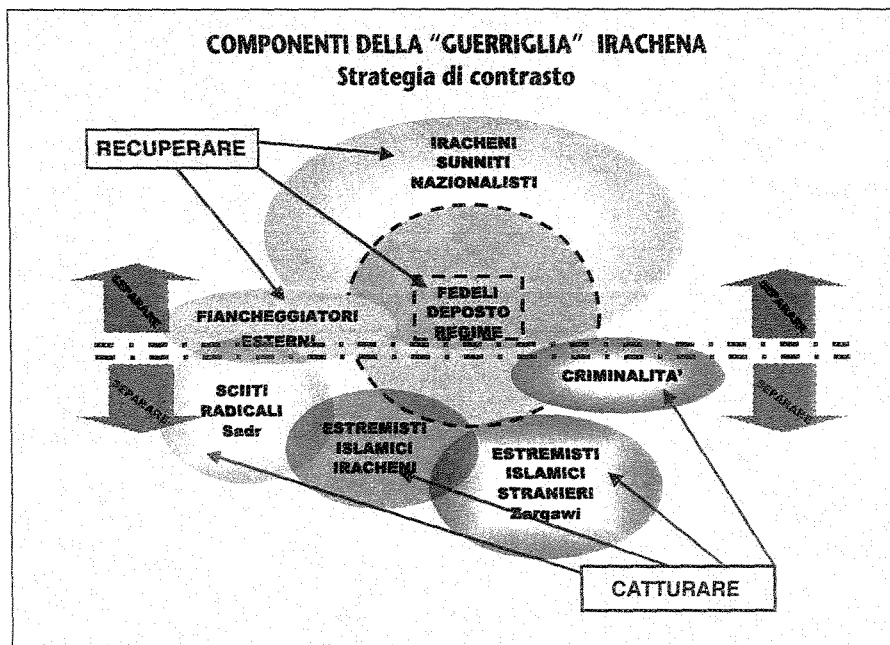 COMPONENTI DELLA “GUERRIGLIA” IRACHENA
Strategia di contrasto
RECUPERARE
IRACHENI
SUNNITI
NAZIONALISTI
SEPARARE
SEPARARE
FIANCHEGGIATORI
ESTERNI
FEDELI
DEPOSTO
REGIME
CRIMINALITA’
SEPARARE
SEPARARE
SCIITI
RADICALI
Sadr
ESTREMISTI
ISLAMICI
IRACHENI
ESTREMISTI
ISLAMICI
STRANIERI
Zarqawi
CATTURARE